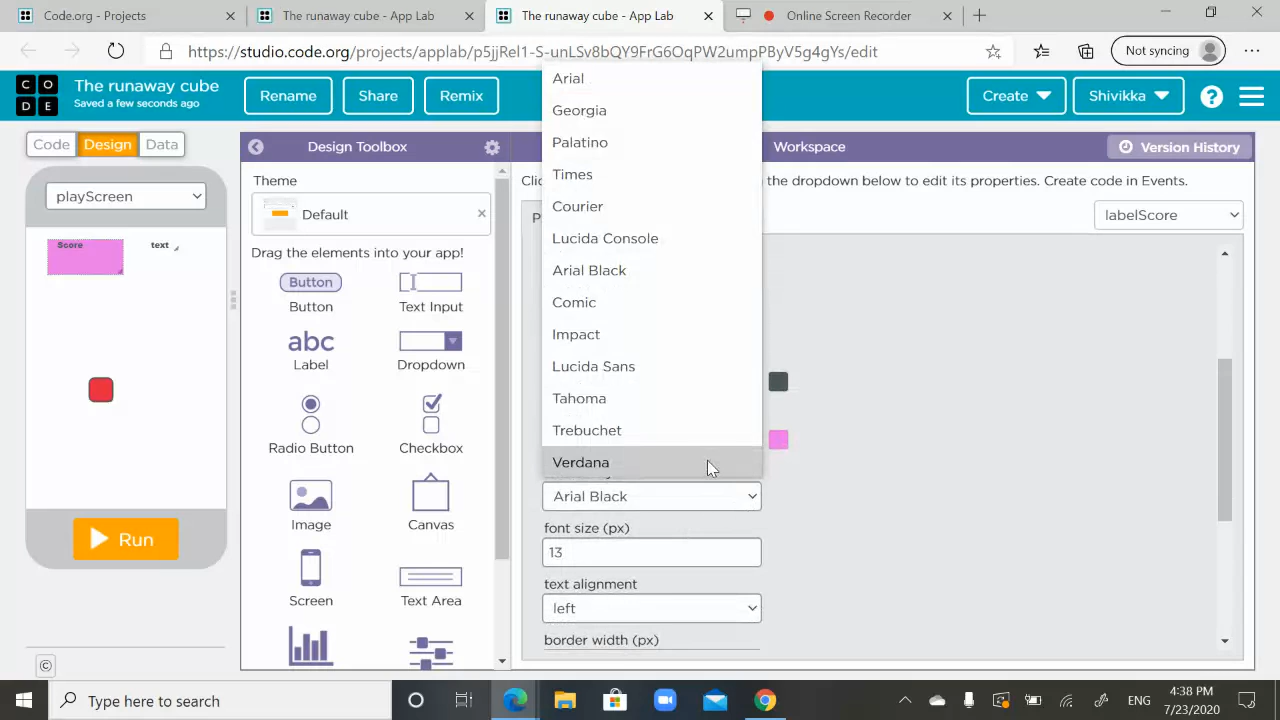 Code.org - Projects
The runaway cube - App Lab
The runaway cube - App Lab
Online Screen Recorder
https://studio.code.org/projects/applab/p5jjRel1-S-unLSv8bQY9FrG6OqPW2umpPByV5g4gYs/edit
Not syncing
C O
D E
The runaway cube
Saved a few seconds ago
Rename
Share
Remix
Create
Shivikka
?
Code
Design
Data
Design Toolbox
Workspace
Version History
playScreen
Score
text
Run
Theme
Default
Drag the elements into your app!
Button
Button
Text Input
abc
Label
Dropdown
Radio Button
Checkbox
Image
Canvas
Screen
Text Area
the dropdown below to edit its properties. Create code in Events.
labelScore
Arial
Georgia
Palatino
Times
Courier
Lucida Console
Arial Black
Comic
Impact
Lucida Sans
Tahoma
Trebuchet
Verdana
Arial Black
font size (px)
13
text alignment
left
border width (px)
©
Type here to search
ENG
4:38 PM
7/23/2020